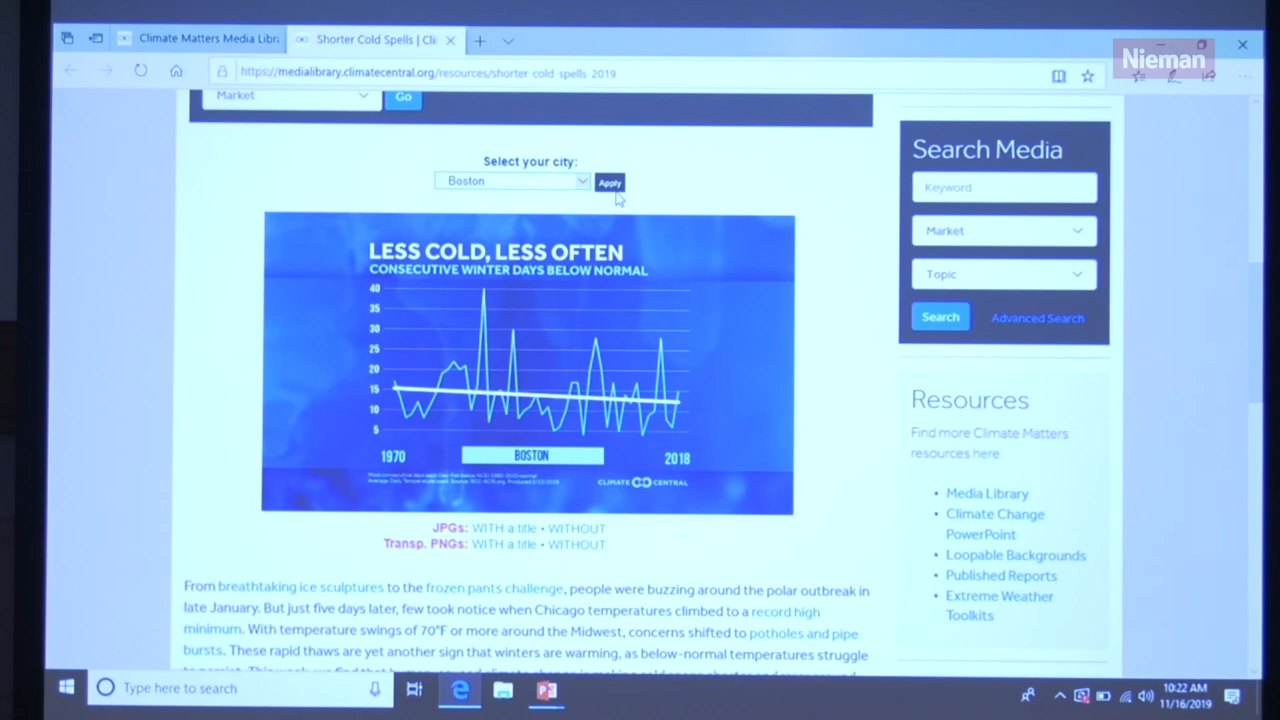 Climate Matters Media Libra
Shorter Cold Spells | Cli
Nieman
https://medialibrary.climatecentral.org/resources/shorter-cold-spells-2019
Market
Go
Select your city:
Boston
Apply
LESS COLD, LESS OFTEN
CONSECUTIVE WINTER DAYS BELOW NORMAL
40
35
30
25
20
15
10
5
1970
BOSTON
2018
CLIMATE CENTRAL
JPGs: WITH a title • WITHOUT
Transp. PNGs: WITH a title • WITHOUT
From breathtaking ice sculptures to the frozen pants challenge, people were buzzing around the polar outbreak in
late January. But just five days later, few took notice when Chicago temperatures climbed to a record high
minimum. With temperature swings of 70°F or more around the Midwest, concerns shifted to potholes and pipe
bursts. These rapid thaws are yet another sign that winters are warming, as below-normal temperatures struggle
Search Media
Keyword
Market
Topic
Search
Advanced Search
Resources
Find more Climate Matters
resources here.
• Media Library
• Climate Change
PowerPoint
• Loopable Backgrounds
• Published Reports
• Extreme Weather
Toolkits
Type here to search
10:22 AM
11/16/2019